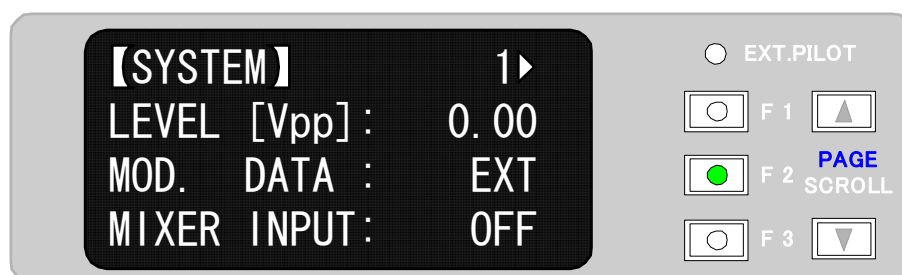 【SYSTEM】 1▶
LEVEL [Vpp]: 0.00
MOD. DATA : EXT
MIXER INPUT: OFF
EXT.PILOT
F 1
F 2
F 3
PAGE
SCROLL